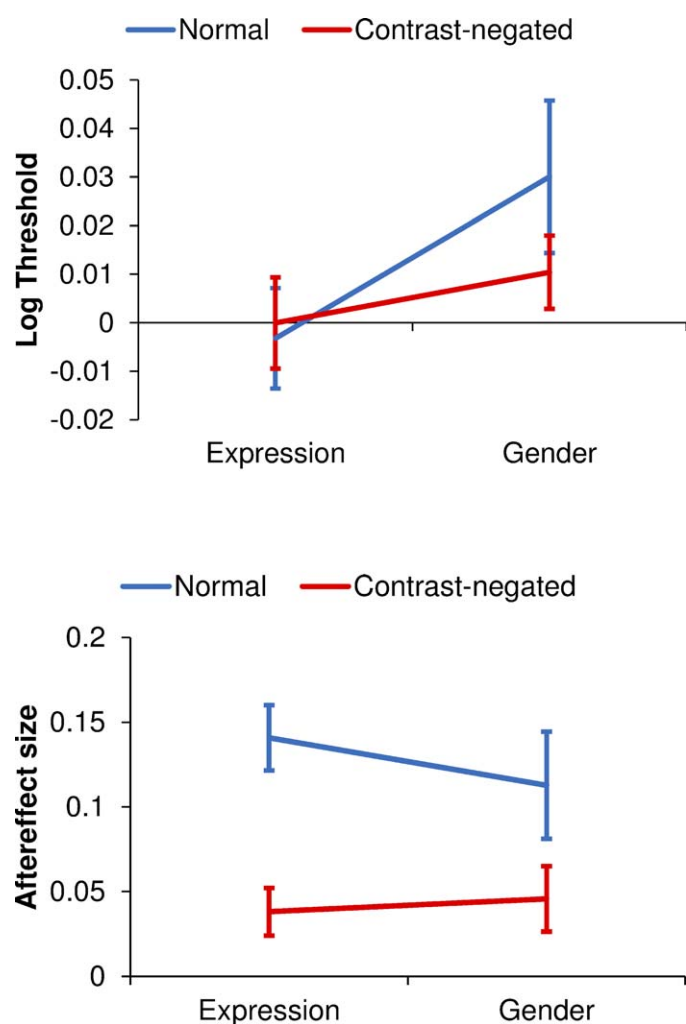 Normal Contrast-negated
0.05
0.04
0.03
0.02
0.01
0
-0.01
-0.02
Log Threshold
Expression Gender
Normal Contrast-negated
0.2
0.15
0.1
0.05
0
Aftereffect size
Expression Gender